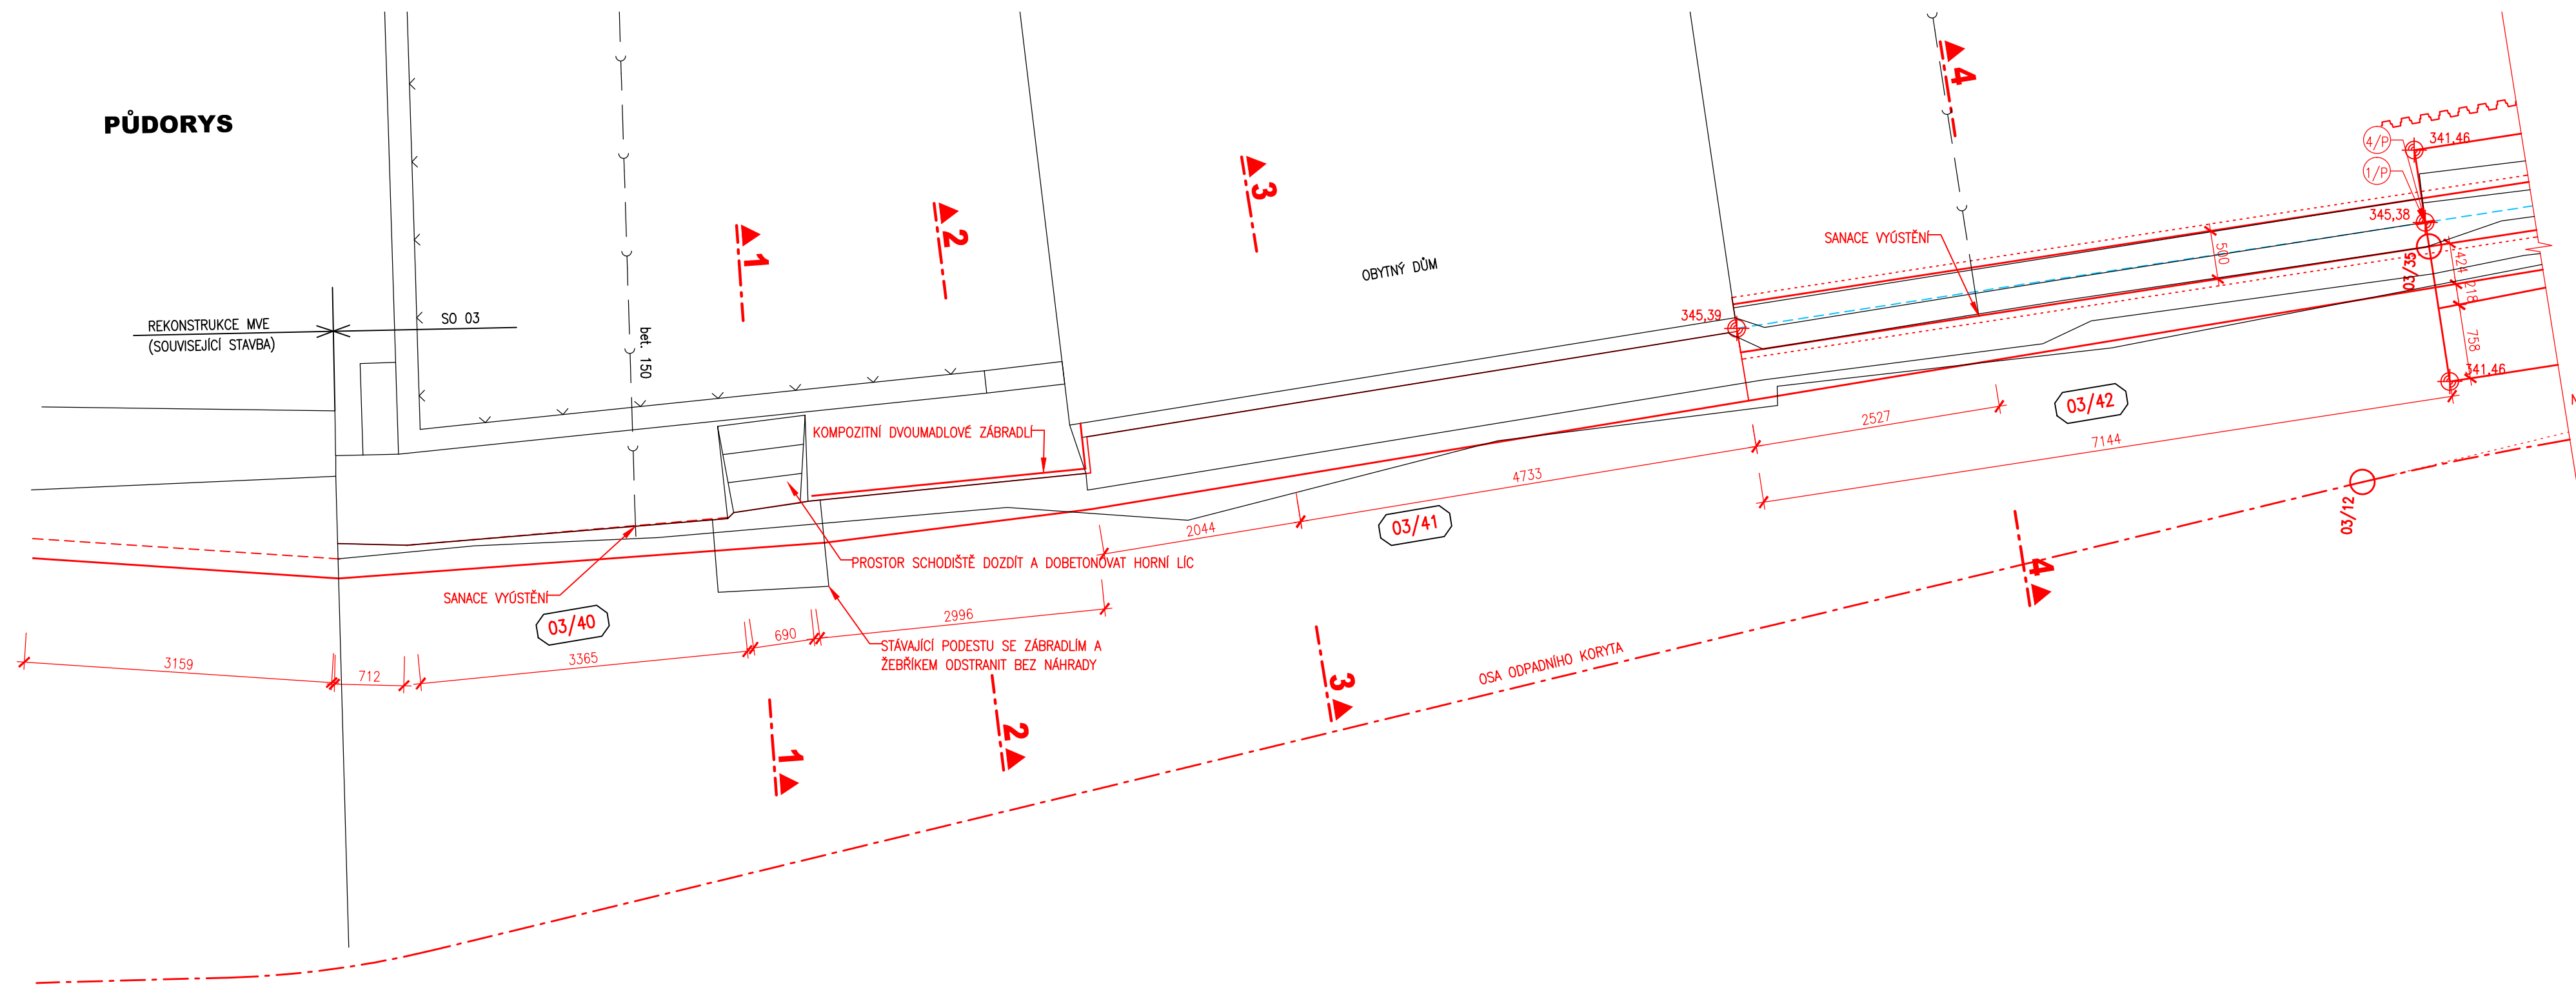 PŮDORYS
REKONSTRUKCE MVE
(SOUVISEJÍCÍ STAVBA)
SO 03
bet. 150
1
2
3
4
OBYTNÝ DŮM
KOMPOZITNÍ DVOUMADLOVÉ ZÁBRADLÍ
SANACE VYÚSTĚNÍ
345,39
4/P
1/P
341,46
345,38
03/35
500
424
218
758
341,46
03/42
2527
7144
4733
2044
03/41
03/12
PROSTOR SCHODIŠTĚ DOZDÍT A DOBETONOVAT HORNÍ LÍC
SANACE VYÚSTĚNÍ
03/40
STÁVAJÍCÍ PODESTU SE ZÁBRADLÍM A
ŽEBŘÍKEM ODSTRANIT BEZ NÁHRADY
3159
712
3365
690
2996
OSA ODPADNÍHO KORYTA
1
2
3
4